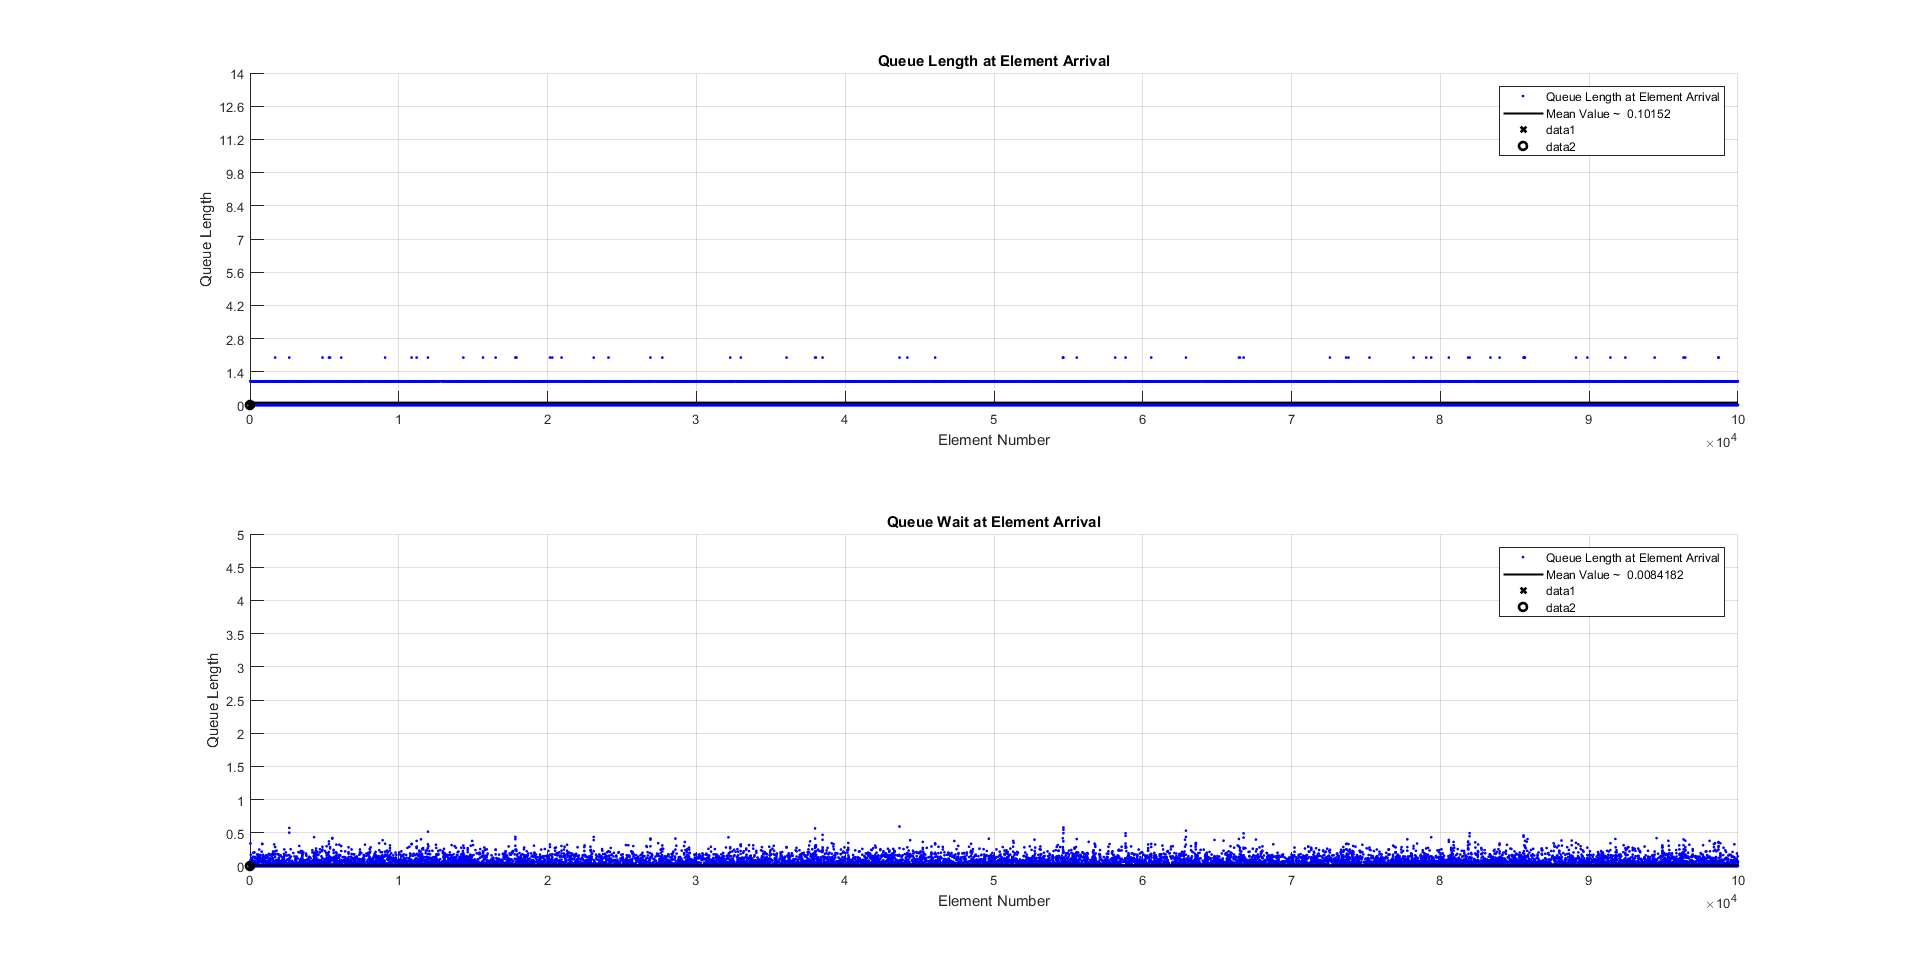 Queue Length at Element Arrival
14
12.6
11.2
9.8
8.4
7
5.6
4.2
2.8
1.4
0
Queue Length
Queue Length at Element Arrival
Mean Value ~ 0.10152
data1
data2
0 1 2 3 4 5 6 7 8 9 10
Element Number
×10^4
Queue Wait at Element Arrival
5
4.5
4
3.5
3
2.5
2
1.5
1
0.5
0
Queue Length
Queue Length at Element Arrival
Mean Value ~ 0.0084182
data1
data2
0 1 2 3 4 5 6 7 8 9 10
Element Number
×10^4